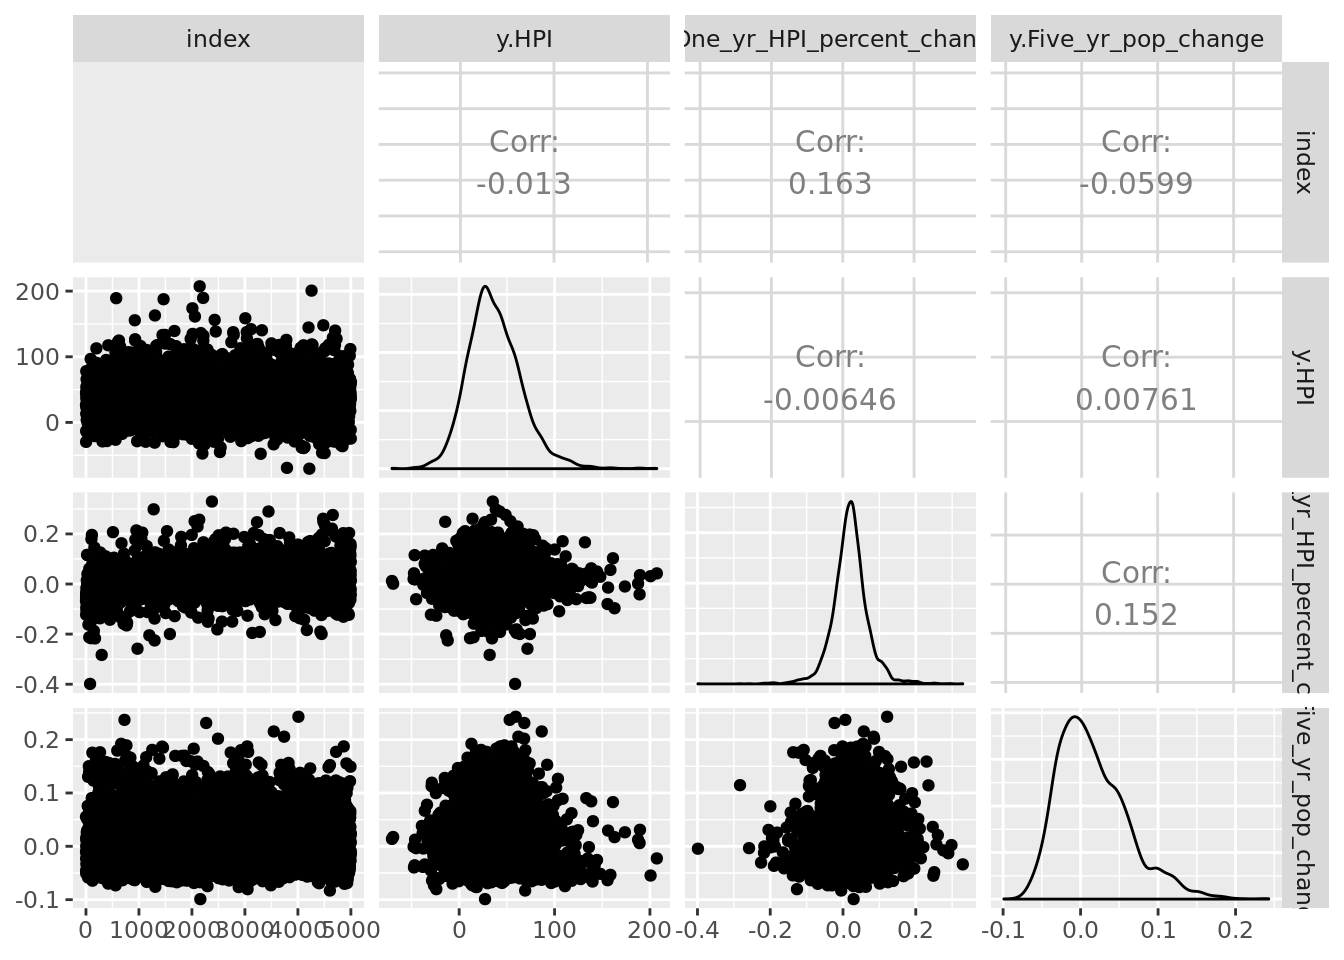 index
y.HPI
One_yr_HPI_percent_chan
y.Five_yr_pop_change
Corr:
-0.013
Corr:
0.163
Corr:
-0.0599
index
200
100
0
Corr:
-0.00646
Corr:
0.00761
y.HPI
0.2
0.0
-0.2
-0.4
Corr:
0.152
_yr_HPI_percent_c
0.2
0.1
0.0
-0.1
Five_yr_pop_chan
0 1000 2000 3000 4000 5000
0 100 200
-0.4 -0.2 0.0 0.2
-0.1 0.0 0.1 0.2